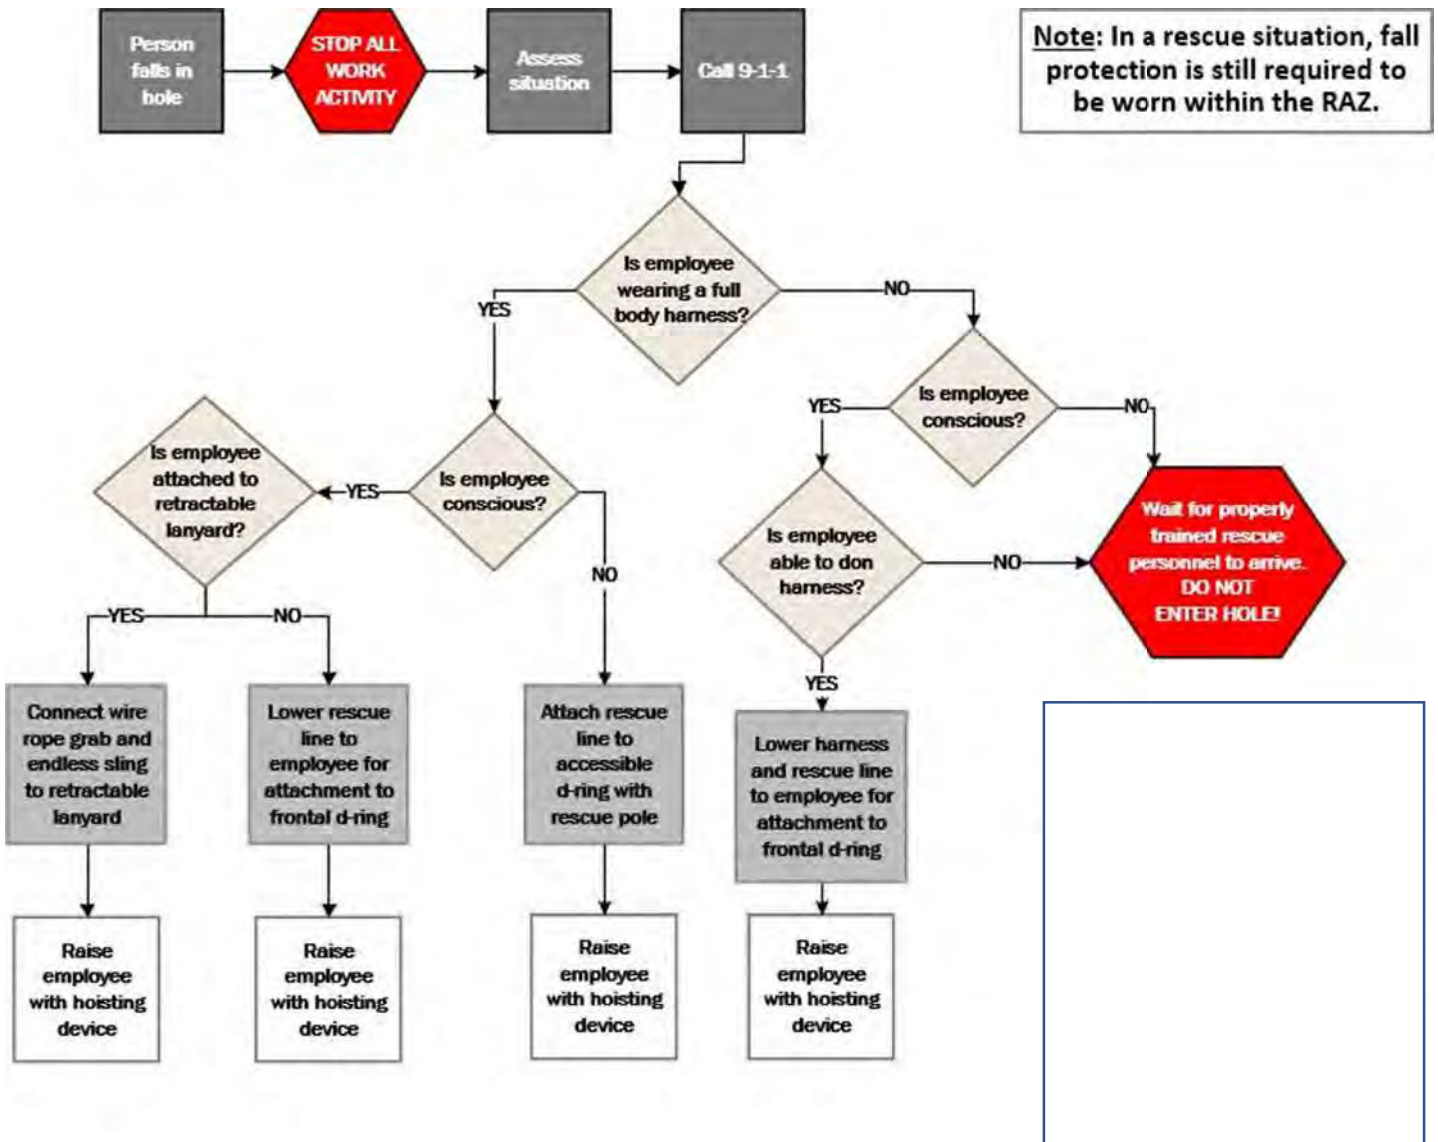 Person
falls in
hole
STOP ALL
WORK
ACTIVITY
Assess
situation
Call 9-1-1
Note: In a rescue situation, fall
protection is still required to
be worn within the RAZ.
Is employee
wearing a full
body harness?
YES
NO
Is employee
conscious?
YES
NO
Is employee
attached to
retractable
lanyard?
YES
Is employee
conscious?
NO
Is employee
able to don
harness?
NO
Wait for properly
trained rescue
personnel to arrive.
DO NOT
ENTER HOLE!
YES
NO
YES
Connect wire
rope grab and
endless sling
to retractable
lanyard
Lower rescue
line to
employee for
attachment to
frontal d-ring
Attach rescue
line to
accessible
d-ring with
rescue pole
Lower harness
and rescue line
to employee for
attachment to
frontal d-ring
Raise
employee
with hoisting
device
Raise
employee
with hoisting
device
Raise
employee
with hoisting
device
Raise
employee
with hoisting
device